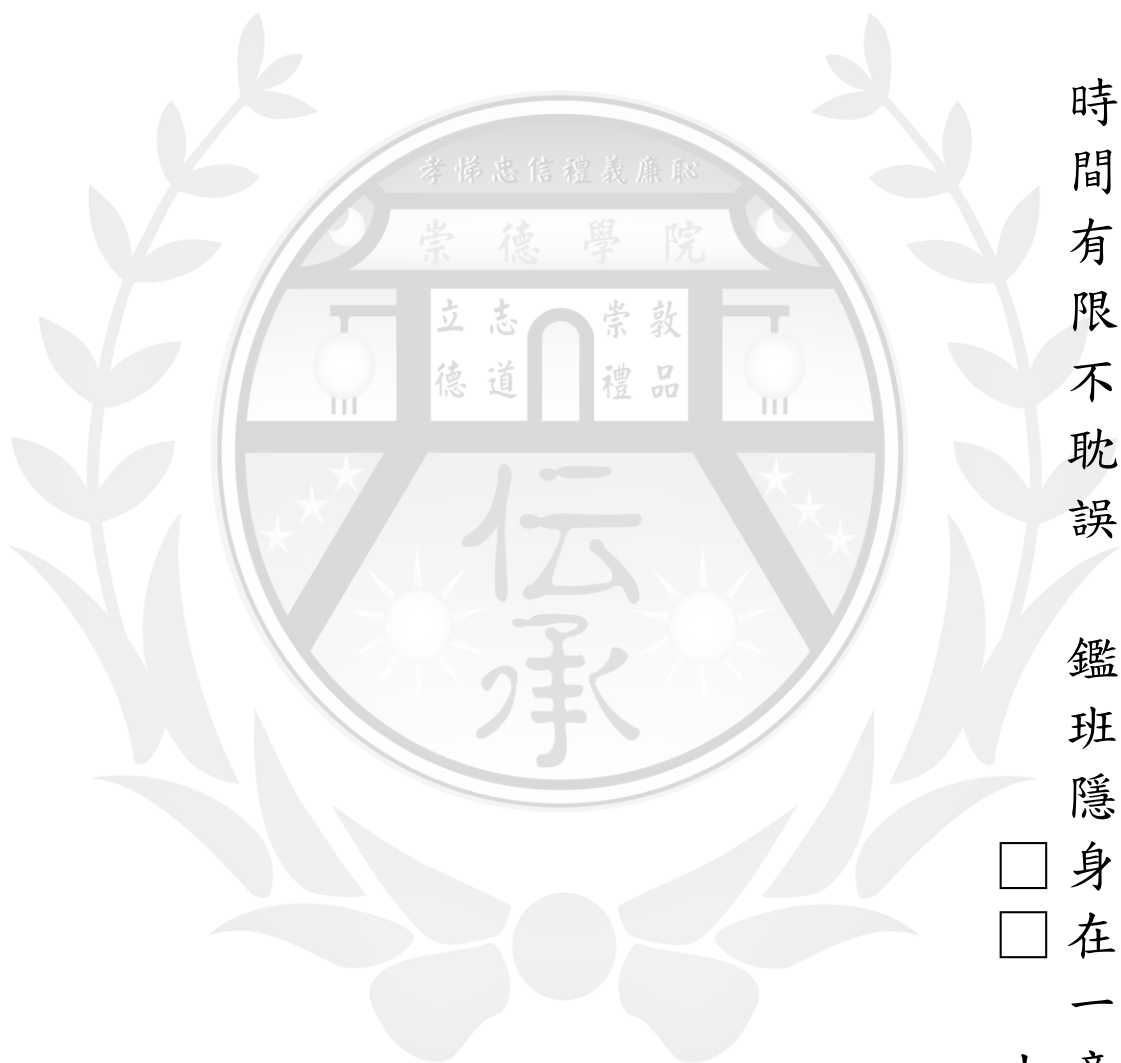 時間有限不耽誤　鑑班隱身在一
□□
孝悌忠信禮義廉恥
崇德學院
敦品
崇禮
志道
立德
伝承